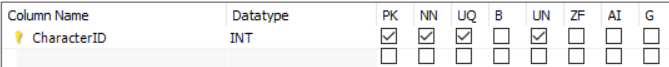 Column Name Datatype PK NN UQ B UN ZF AI G
CharacterID INT